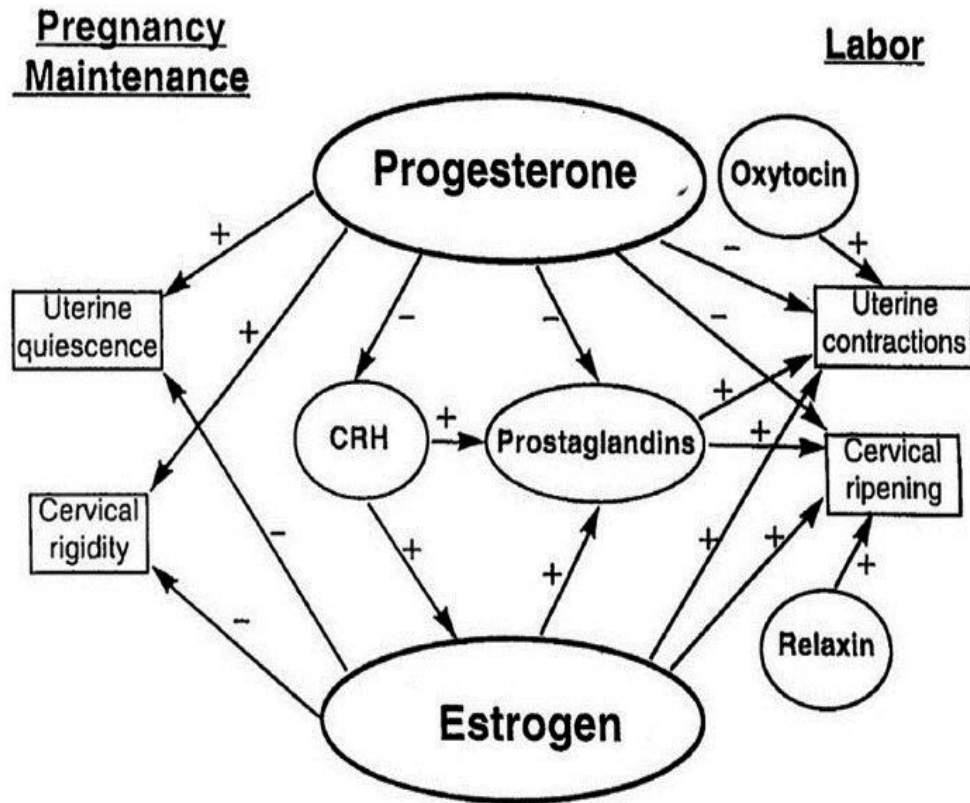 Pregnancy
Maintenance
Labor
Progesterone
Oxytocin
+
-
+
Uterine
quiescence
+
-
-
-
Uterine
contractions
+
CRH
+
Prostaglandins
+
Cervical
ripening
Cervical
rigidity
-
+
+
+
+
+
-
Relaxin
Estrogen